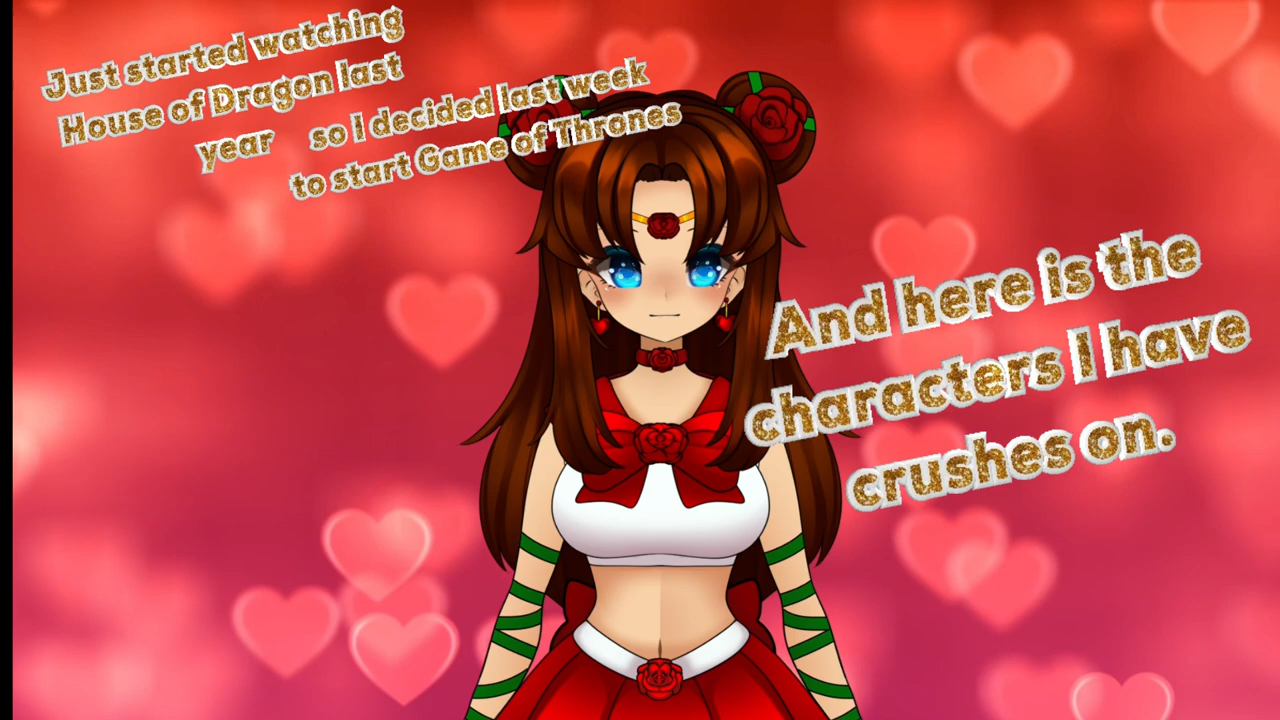 Just started watching
House of Dragon last
year
so I decided last week
to start Game of Thrones
And here is the
characters I have
crushes on.